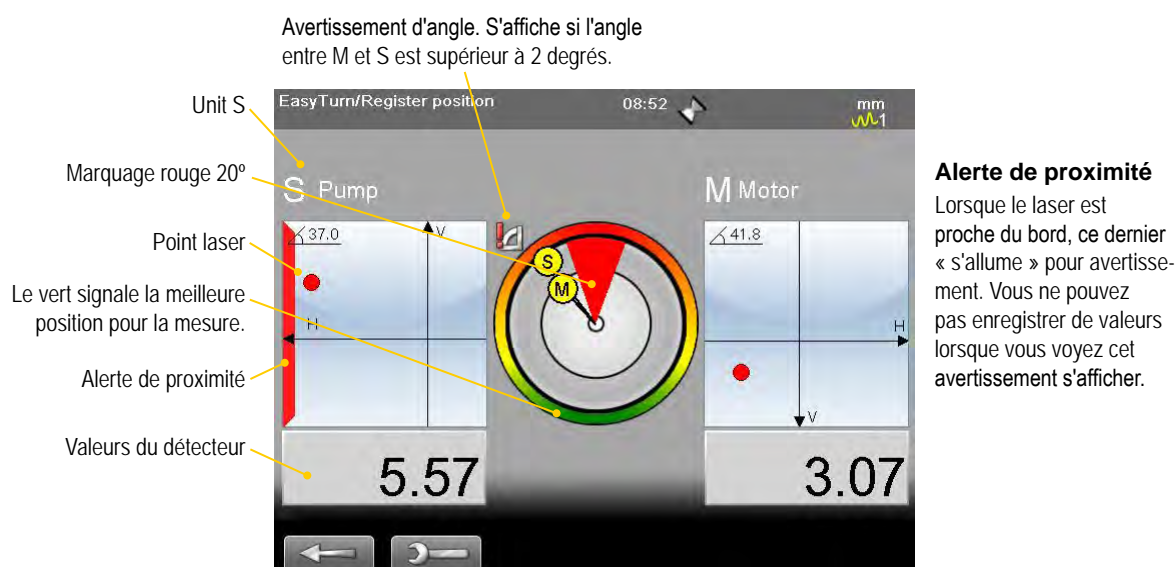 Avertissement d'angle. S'affiche si l'angle
entre M et S est supérieur à 2 degrés.
Unit S
Marquage rouge 20º
Point laser
Le vert signale la meilleure
position pour la mesure.
Alerte de proximité
Valeurs du détecteur
EasyTurn/Register position
08:52
mm
1
S Pump
M Motor
37.0
V
H
S
M
41.8
H
V
5.57
3.07
Alerte de proximité
Lorsque le laser est
proche du bord, ce dernier
« s'allume » pour avertisse-
ment. Vous ne pouvez
pas enregistrer de valeurs
lorsque vous voyez cet
avertissement s'afficher.